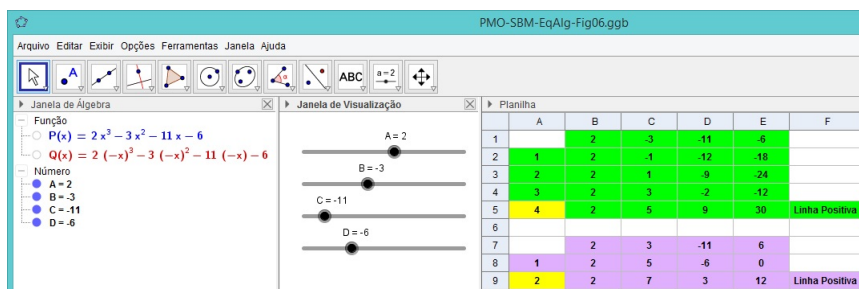 PMO-SBM-EqAlg-Fig06.ggb
Arquivo Editar Exibir Opções Ferramentas Janela Ajuda
A ABC a=2
Janela de Álgebra
Função
P(x) = 2 x³ − 3 x² − 11 x − 6
Q(x) = 2 (−x)³ − 3 (−x)² − 11 (−x) − 6
Número
A = 2
B = -3
C = -11
D = -6
Janela de Visualização
A = 2
B = -3
C = -11
D = -6
Planilha
A B C D E F
1 2 -3 -11 -6
2 1 2 -1 -12 -18
3 2 2 1 -9 -24
4 3 2 3 -2 -12
5 4 2 5 9 30 Linha Positiva
6
7 2 3 -11 6
8 1 2 5 -6 0
9 2 2 7 3 12 Linha Positiva